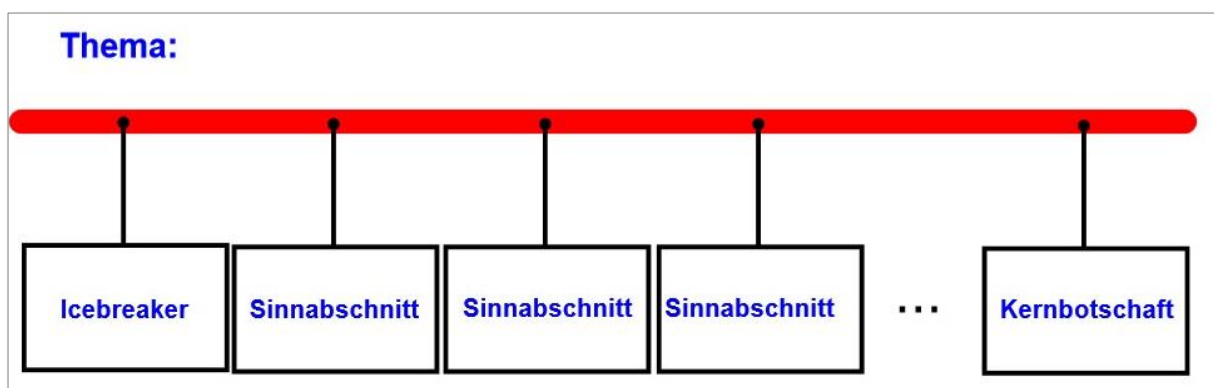 Thema:
Icebreaker
Sinnabschnitt
Sinnabschnitt
Sinnabschnitt
...
Kernbotschaft